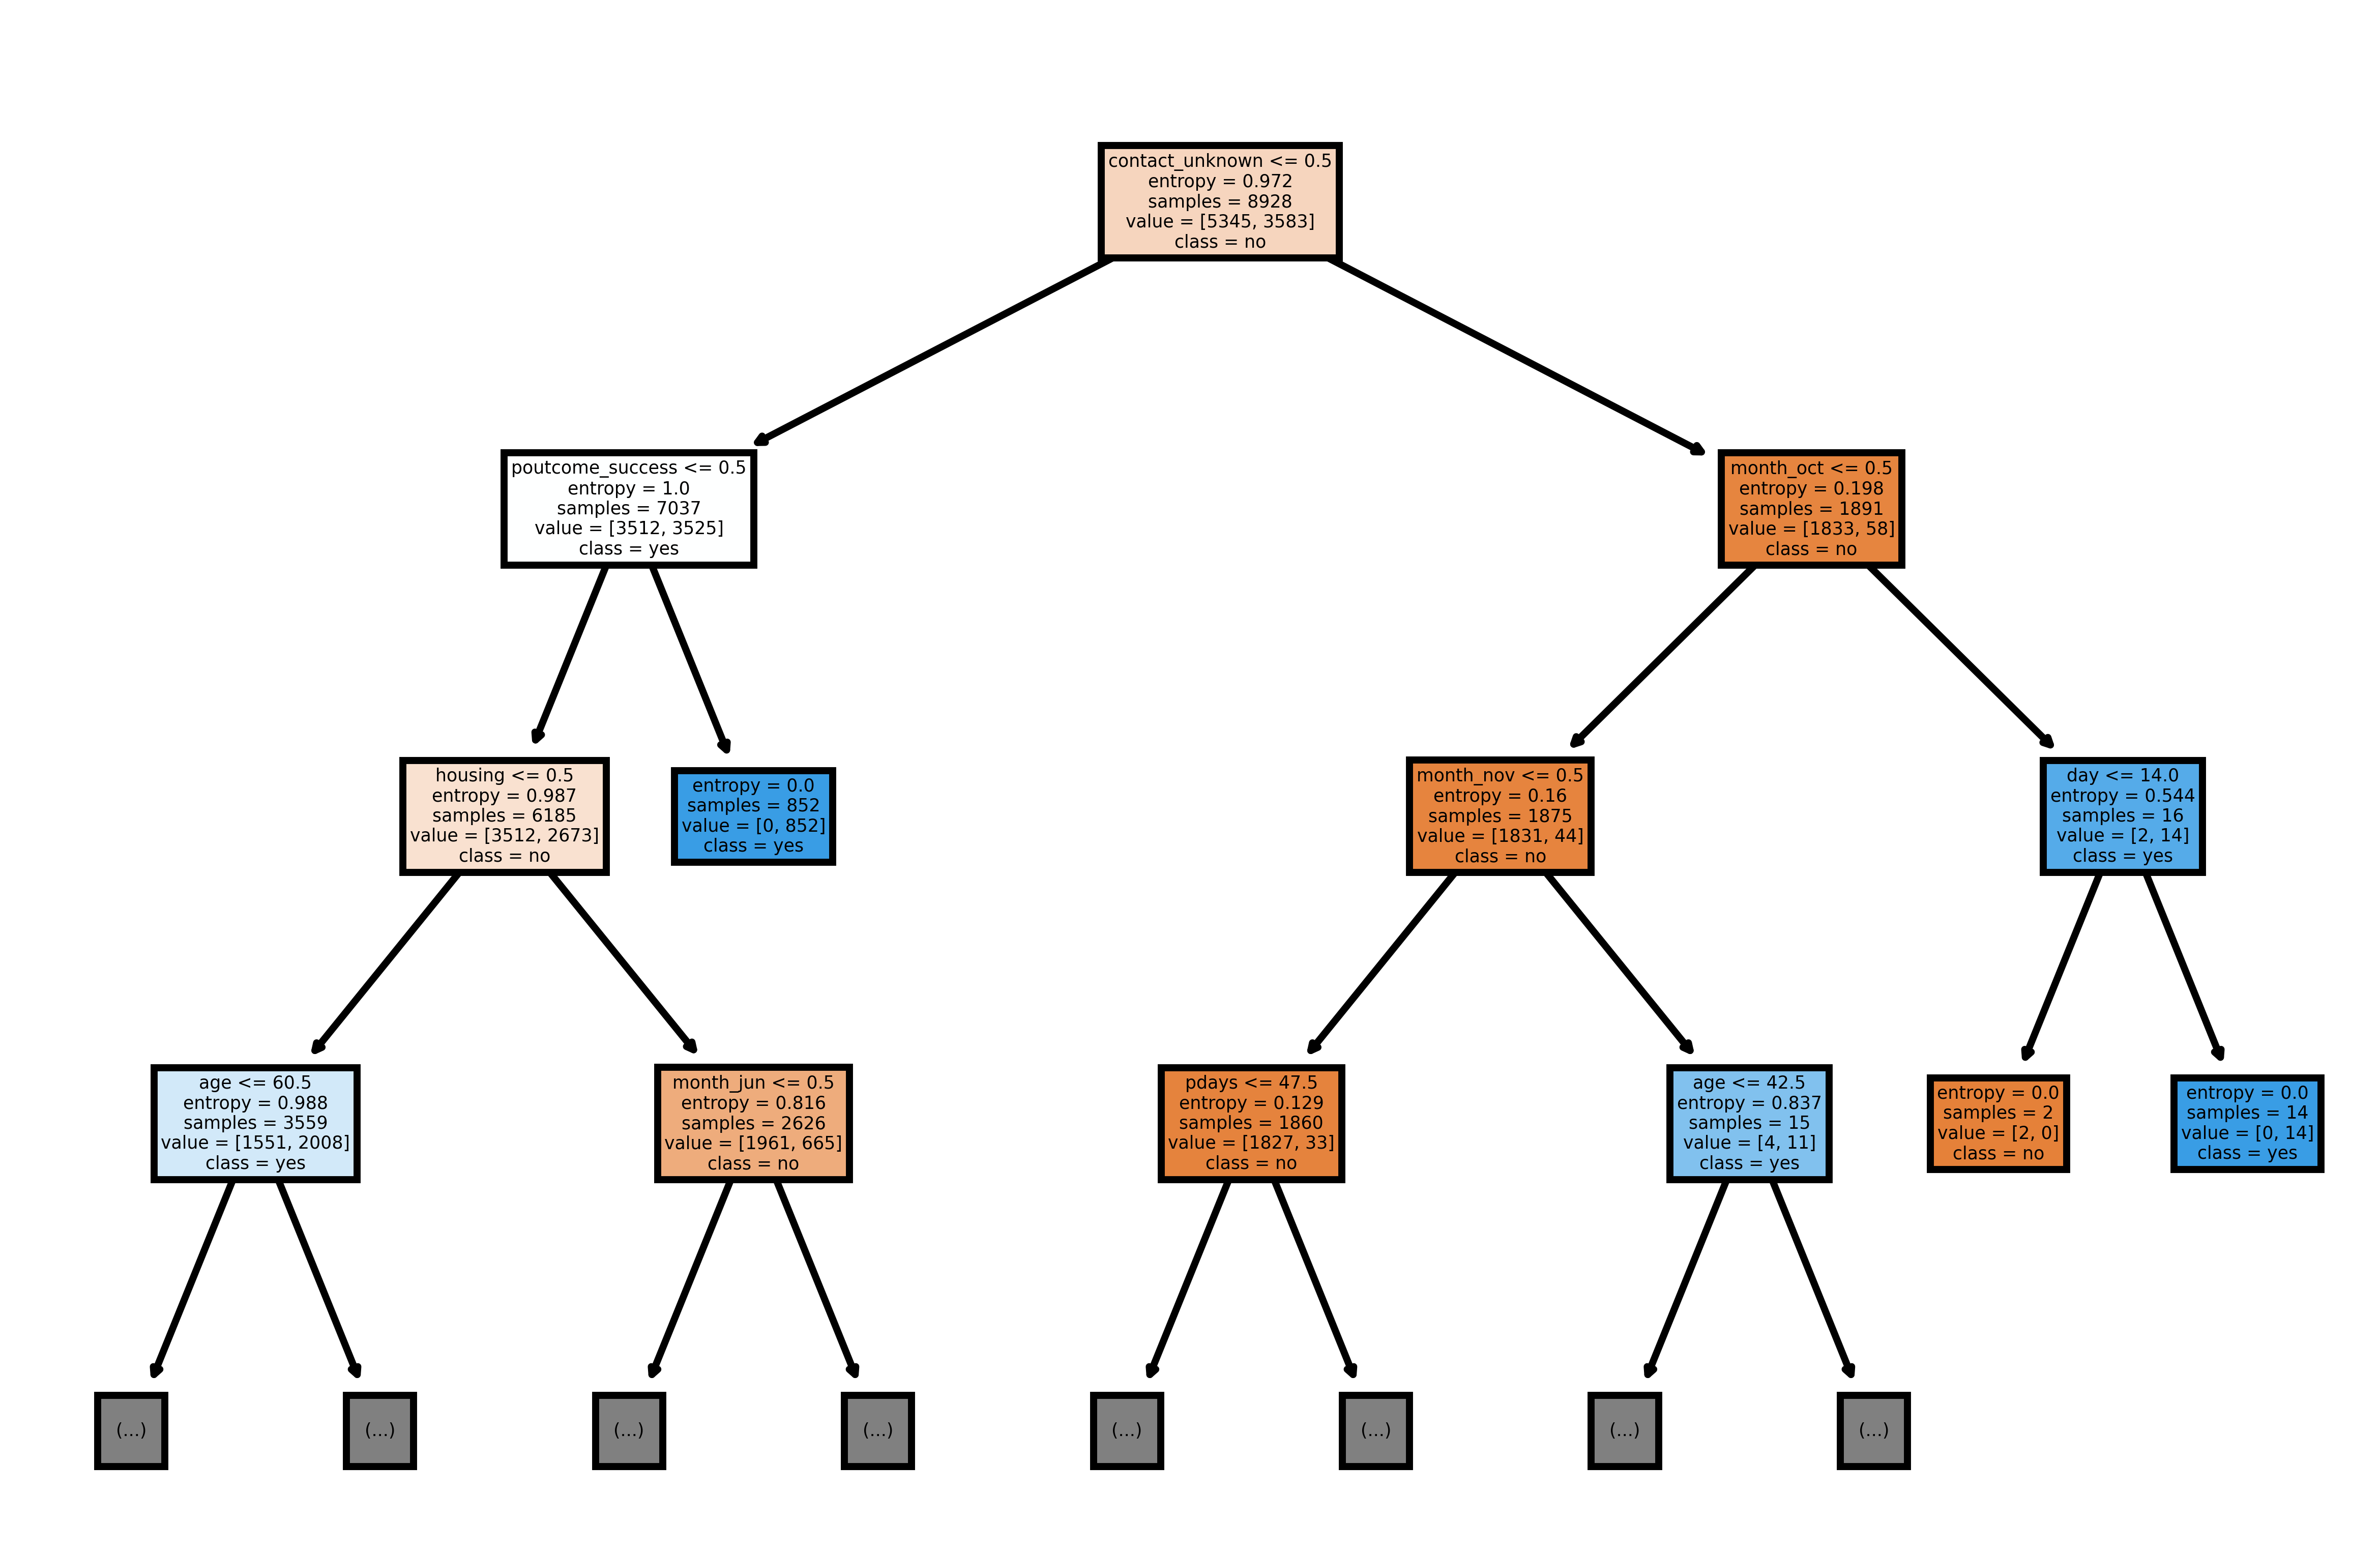 contact_unknown <= 0.5
entropy = 0.972
samples = 8928
value = [5345, 3583]
class = no
poutcome_success <= 0.5
entropy = 1.0
samples = 7037
value = [3512, 3525]
class = yes
month_oct <= 0.5
entropy = 0.198
samples = 1891
value = [1833, 58]
class = no
housing <= 0.5
entropy = 0.987
samples = 6185
value = [3512, 2673]
class = no
entropy = 0.0
samples = 852
value = [0, 852]
class = yes
month_nov <= 0.5
entropy = 0.16
samples = 1875
value = [1831, 44]
class = no
day <= 14.0
entropy = 0.544
samples = 16
value = [2, 14]
class = yes
age <= 60.5
entropy = 0.988
samples = 3559
value = [1551, 2008]
class = yes
month_jun <= 0.5
entropy = 0.816
samples = 2626
value = [1961, 665]
class = no
pdays <= 47.5
entropy = 0.129
samples = 1860
value = [1827, 33]
class = no
age <= 42.5
entropy = 0.837
samples = 15
value = [4, 11]
class = yes
entropy = 0.0
samples = 2
value = [2, 0]
class = no
entropy = 0.0
samples = 14
value = [0, 14]
class = yes
(...)
(...)
(...)
(...)
(...)
(...)
(...)
(...)